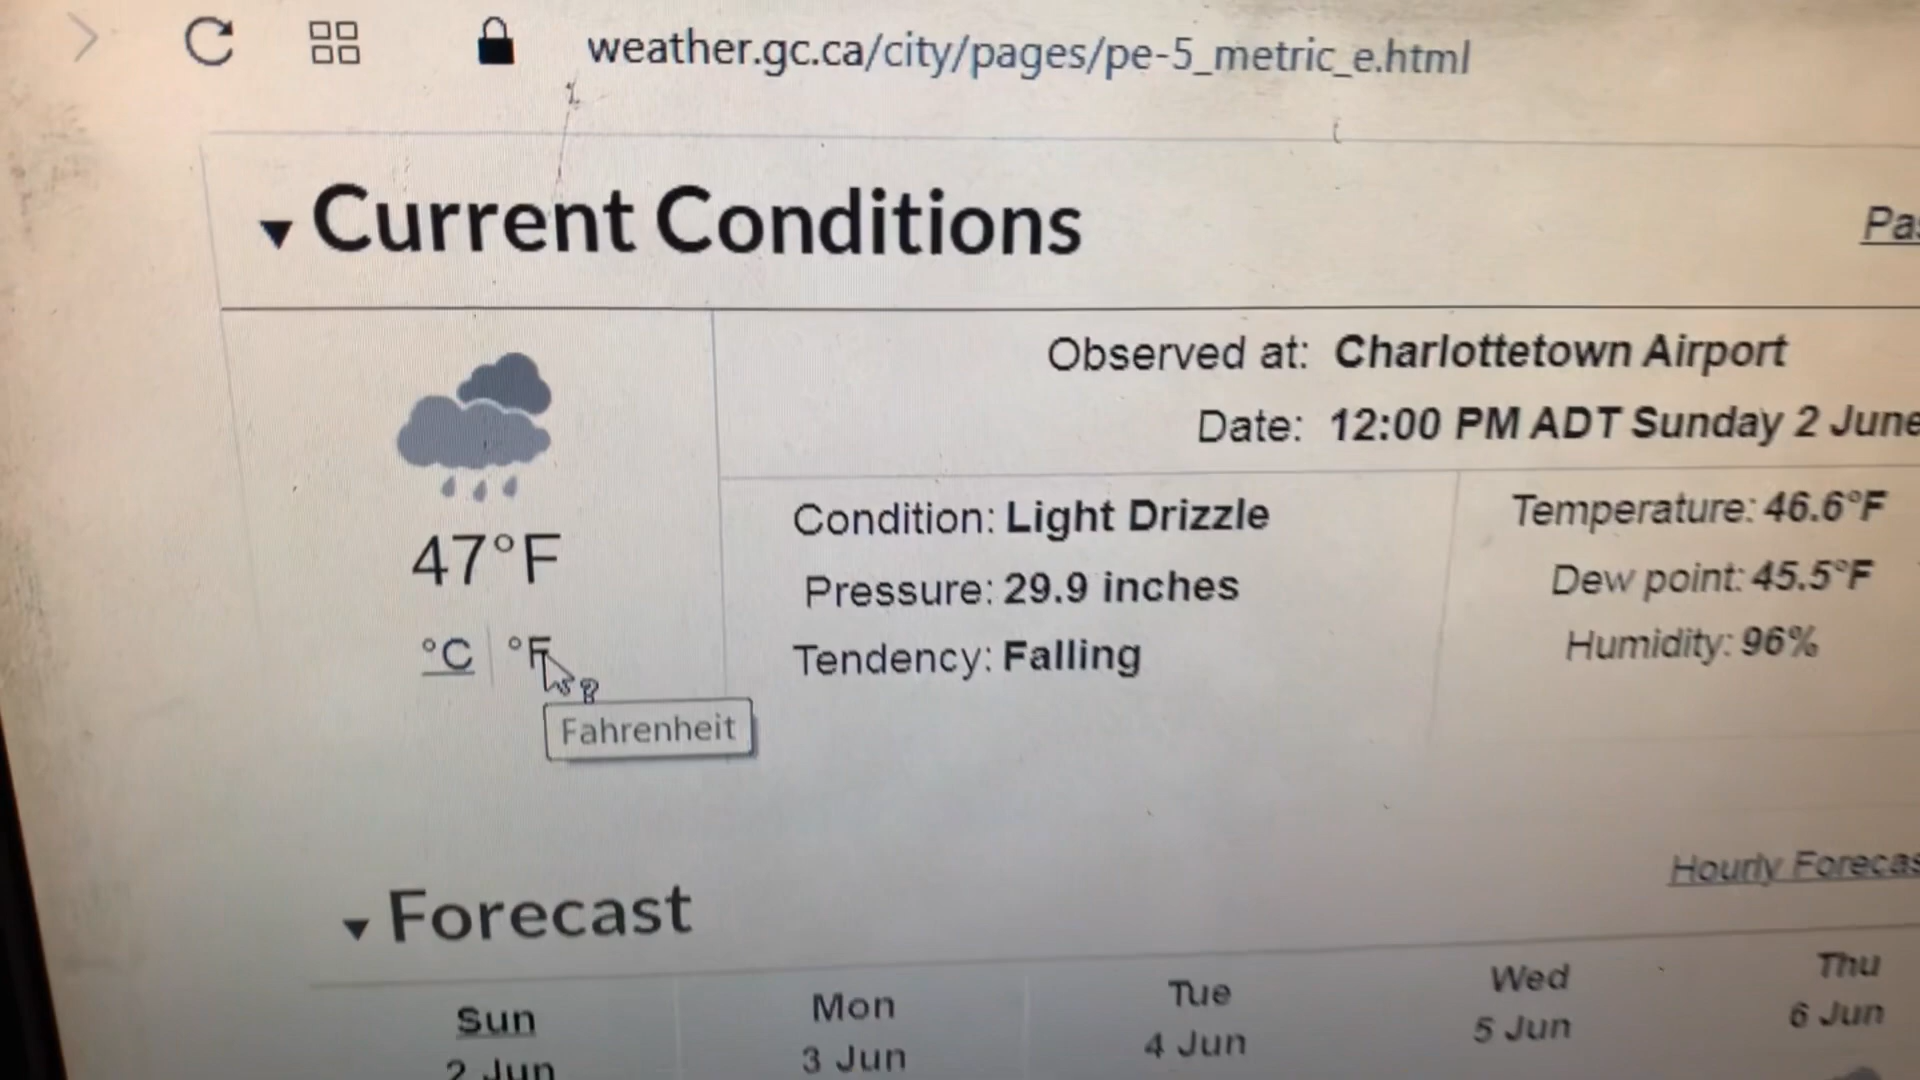 weather.gc.ca/city/pages/pe-5_metric_e.html
Current Conditions
Observed at: Charlottetown Airport
Date: 12:00 PM ADT Sunday 2 June
47°F
°C °F
Fahrenheit
Condition: Light Drizzle
Pressure: 29.9 inches
Tendency: Falling
Temperature: 46.6°F
Dew point: 45.5°F
Humidity: 96%
Hourly
Forecast
Sun Mon Tue Wed Thu
2 Jun 3 Jun 4 Jun 5 Jun 6 Jun